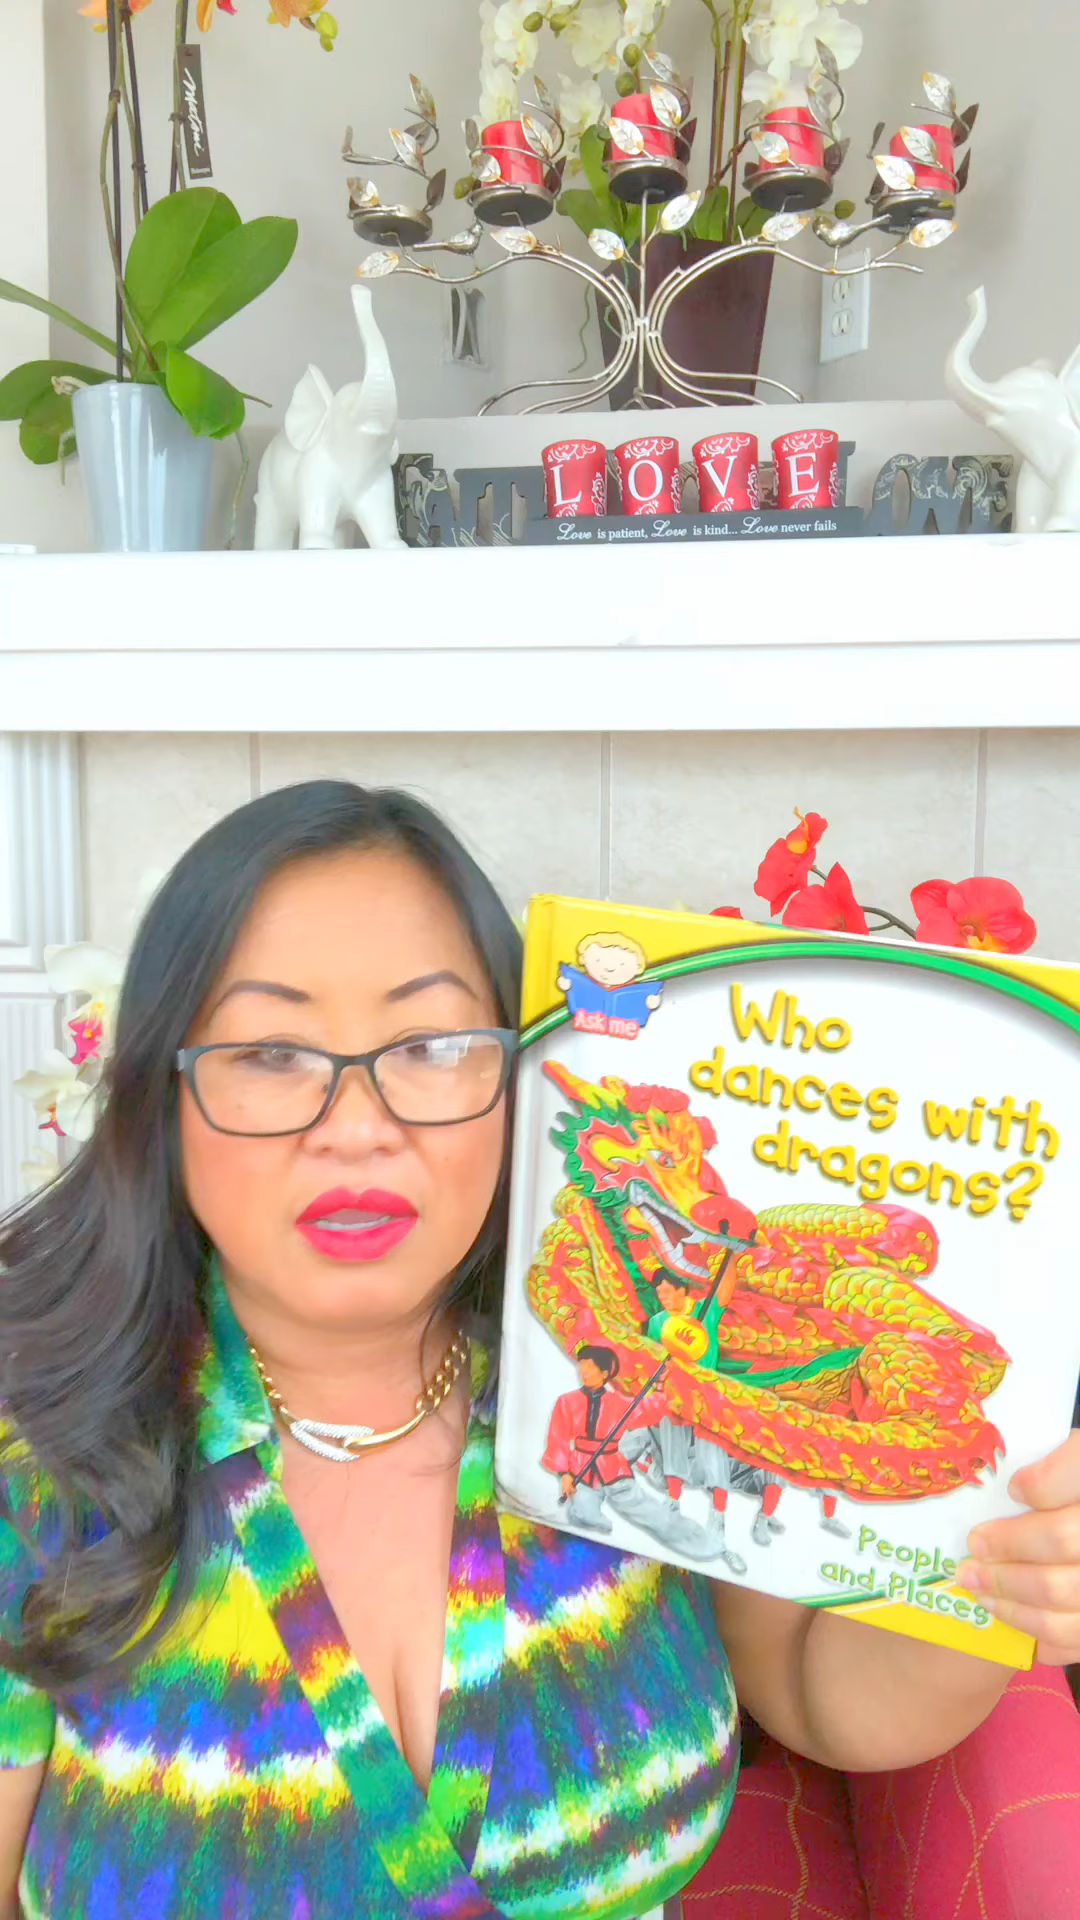 LOVE
Love is patient, Love is kind... Love never fails
LOVE
Ask me
Who
dances with
dragons?
People
and Places